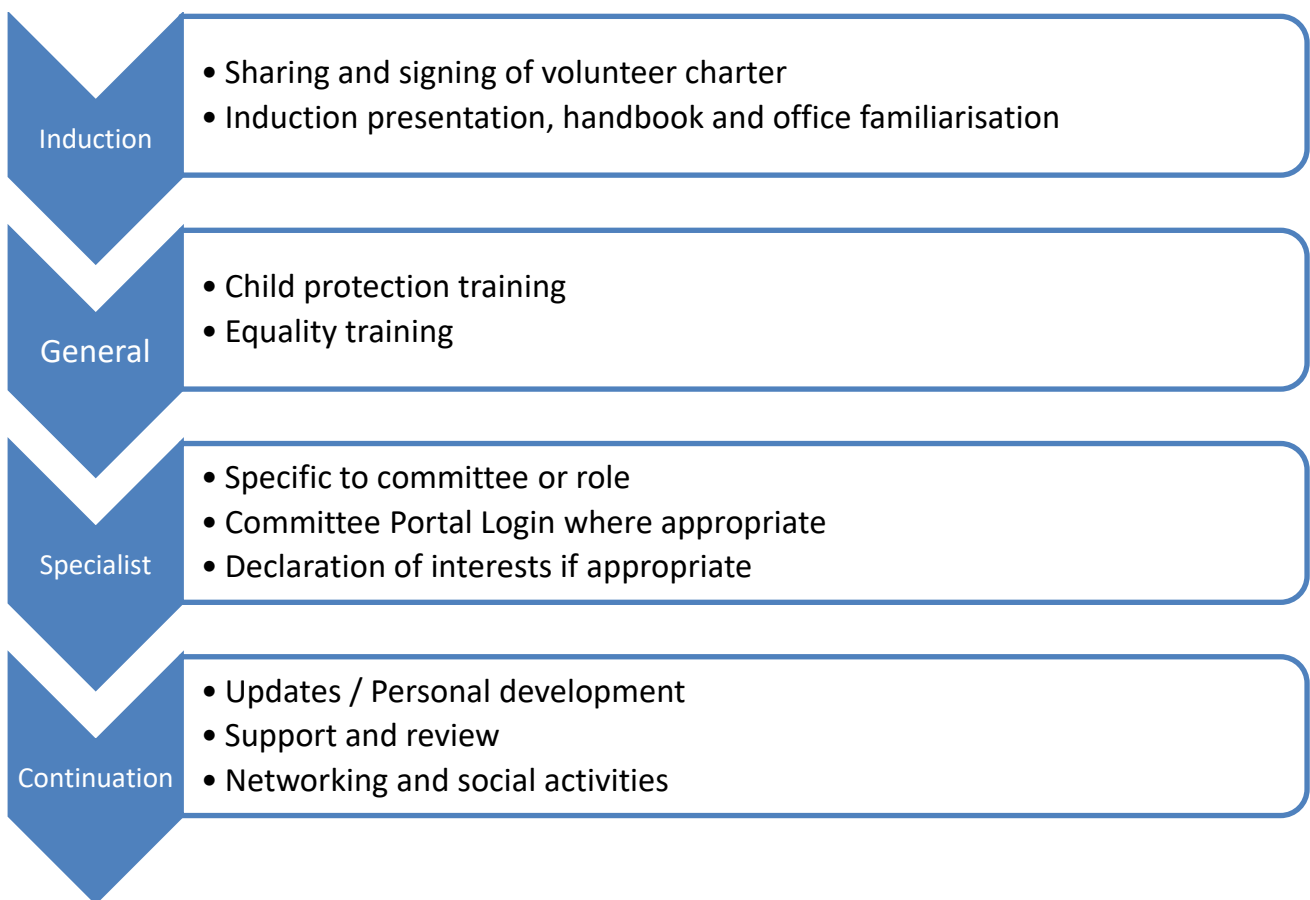 Induction
• Sharing and signing of volunteer charter
• Induction presentation, handbook and office familiarisation
General
• Child protection training
• Equality training
Specialist
• Specific to committee or role
• Committee Portal Login where appropriate
• Declaration of interests if appropriate
Continuation
• Updates / Personal development
• Support and review
• Networking and social activities